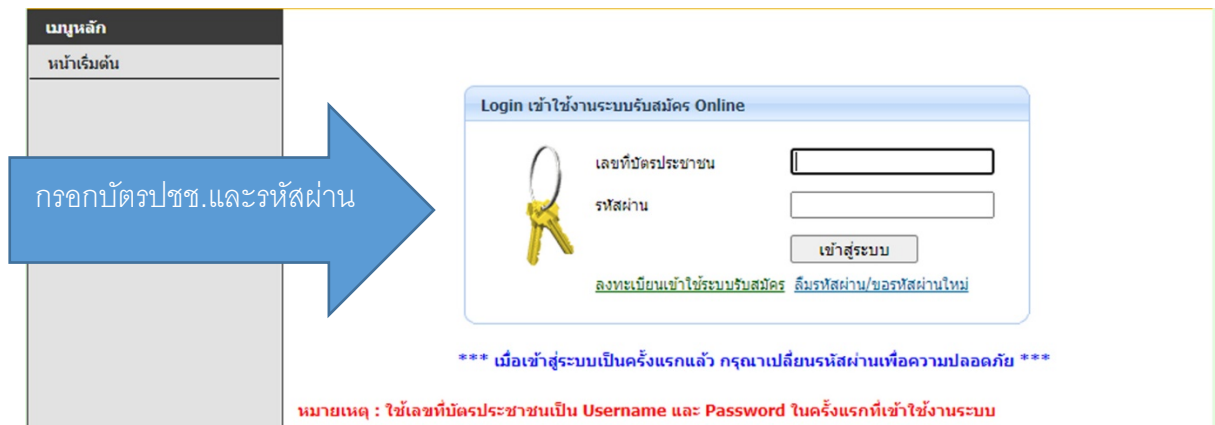 เมนูหลัก
หน้าเริ่มต้น
Login เข้าใช้งานระบบรับสมัคร Online
เลขที่บัตรประชาชน
กรอกบัตรปชช.และรหัสผ่าน
รหัสผ่าน
เข้าสู่ระบบ
ลงทะเบียนเข้าใช้ระบบรับสมัคร ลืมรหัสผ่าน/ขอรหัสผ่านใหม่
*** เมื่อเข้าสู่ระบบเป็นครั้งแรกแล้ว กรุณาเปลี่ยนรหัสผ่านเพื่อความปลอดภัย ***
หมายเหตุ : ใช้เลขที่บัตรประชาชนเป็น Username และ Password ในครั้งแรกที่เข้าใช้งานระบบ